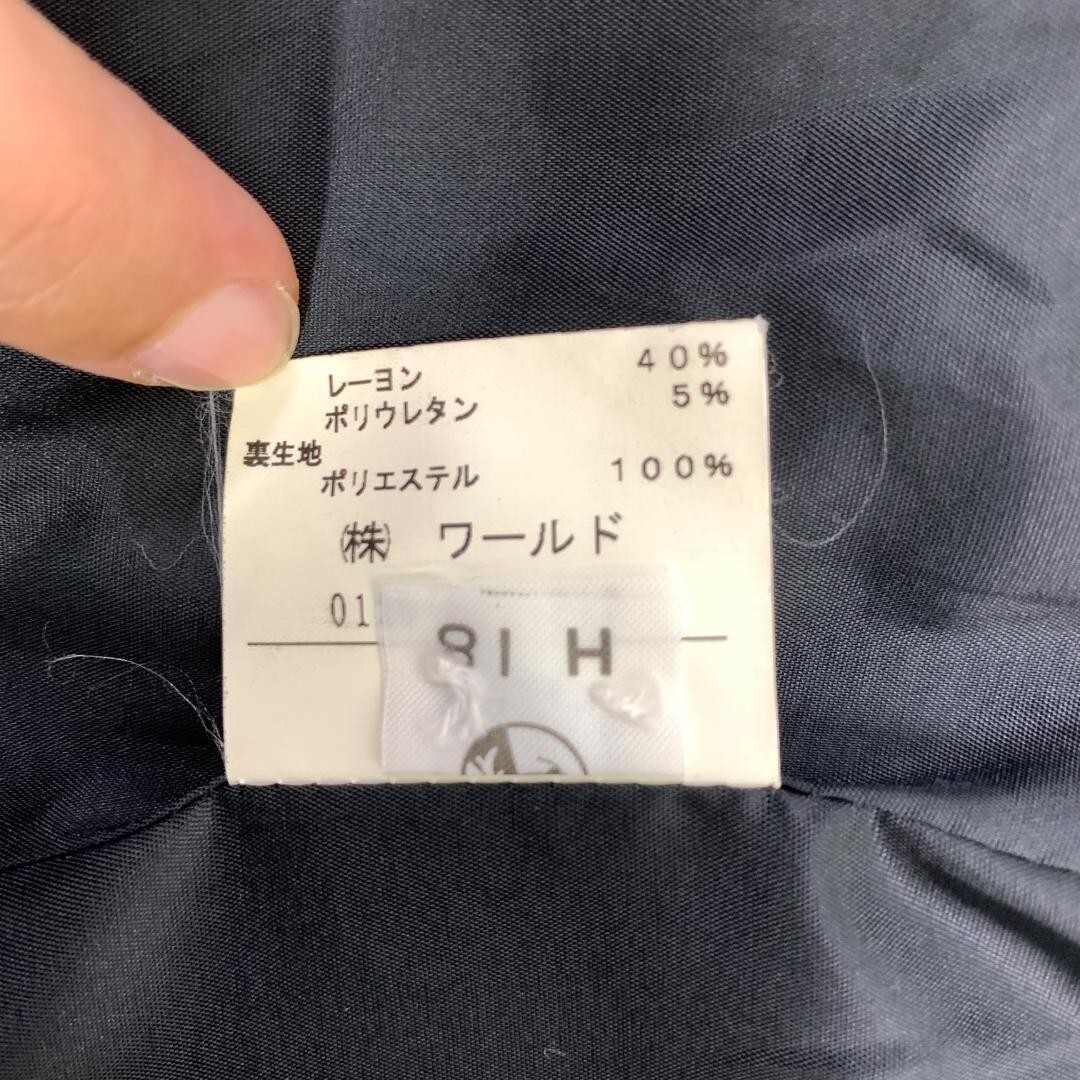 レーヨン 40%
ポリウレタン 5%
裏生地
ポリエステル 100%
㈱ ワールド
01
8I H